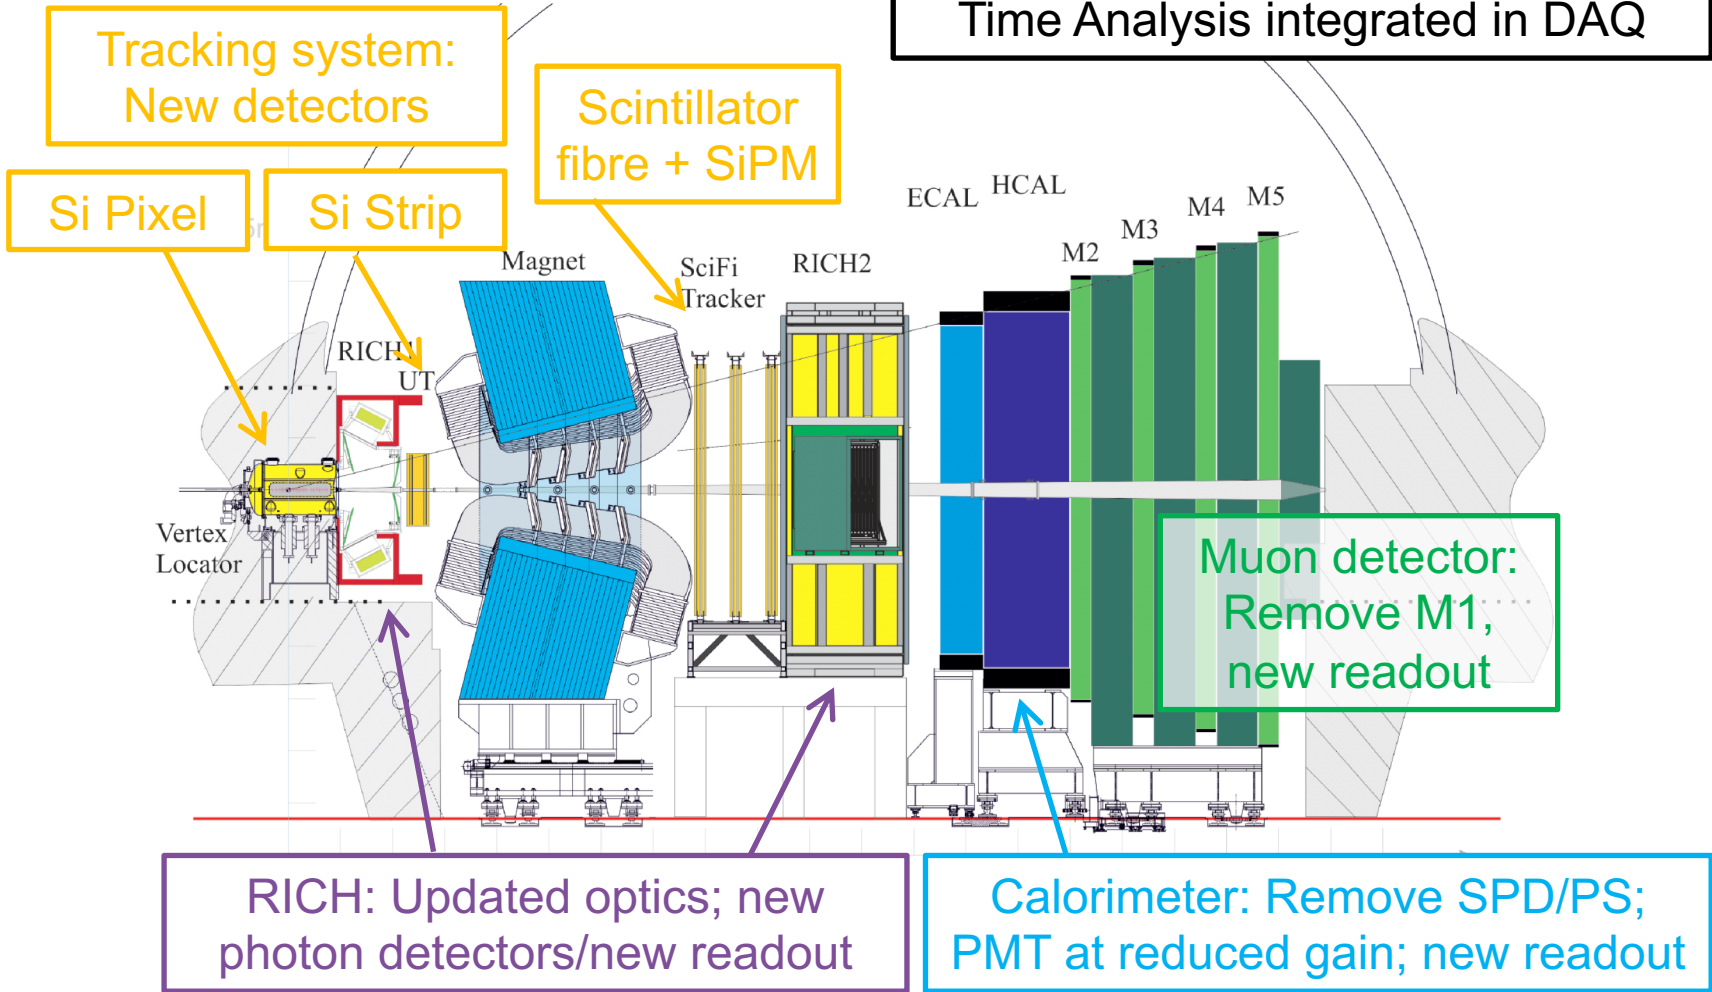 Time Analysis integrated in DAQ
Tracking system:
New detectors
Scintillator
fibre + SiPM
Si Pixel
Si Strip
ECAL
HCAL
M2
M3
M4
M5
Magnet
SciFi
Tracker
RICH2
RICH1
UT
Vertex
Locator
Muon detector:
Remove M1,
new readout
RICH: Updated optics; new
photon detectors/new readout
Calorimeter: Remove SPD/PS;
PMT at reduced gain; new readout